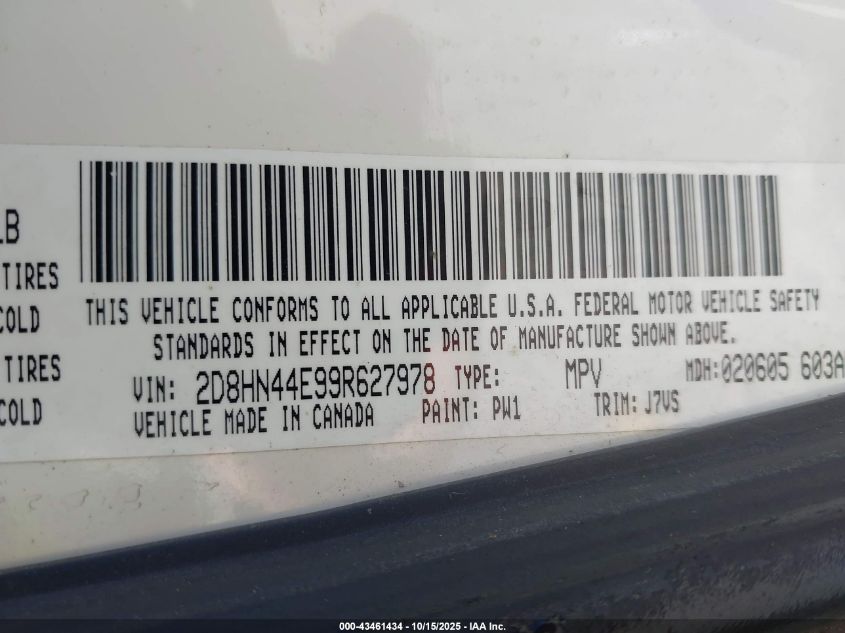 LB
TIRES
COLD
TIRES
COLD
THIS VEHICLE CONFORMS TO ALL APPLICABLE U.S.A. FEDERAL MOTOR VEHICLE SAFETY
STANDARDS IN EFFECT ON THE DATE OF MANUFACTURE SHOWN ABOVE.
VIN: 2D8HN44E99R627978 TYPE: MPV MDH:020605 603A
VEHICLE MADE IN CANADA PAINT: PW1 TRIM: J7VS
000-43461434 - 10/15/2025 - IAA Inc.